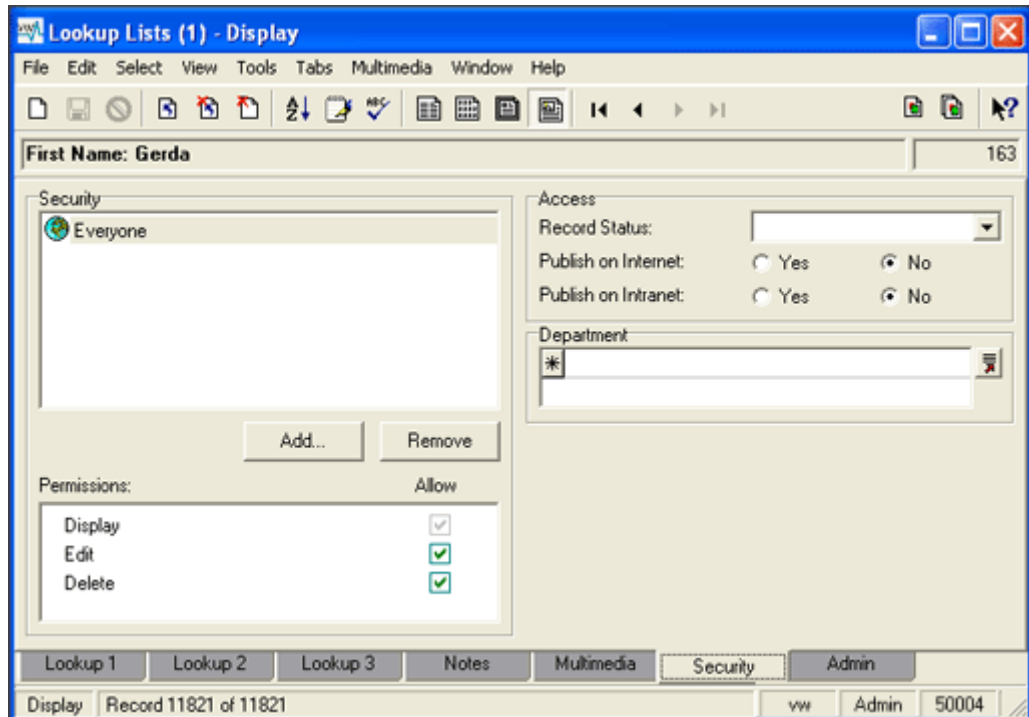 Lookup Lists (1) - Display
File Edit Select View Tools Tabs Multimedia Window Help
First Name: Gerda 163
Security
Everyone
Add... Remove
Permissions: Allow
Display
Edit
Delete
Access
Record Status:
Publish on Internet: Yes No
Publish on Intranet: Yes No
Department
Lookup 1 Lookup 2 Lookup 3 Notes Multimedia Security Admin
Display Record 11821 of 11821 vw Admin 50004